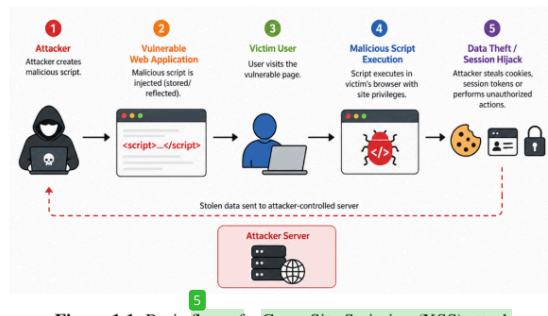 1
Attacker
Attacker creates
malicious script.
2
Vulnerable
Web Application
Malicious script is
injected (stored/
reflected).
<script>...</script>
3
Victim User
User visits the
vulnerable page.
4
Malicious Script
Execution
Script executes in
victim's browser with
site privileges.
</>
5
Data Theft /
Session Hijack
Attacker steals cookies,
session tokens or
performs unauthorized
actions.
Stolen data sent to attacker-controlled server
Attacker Server
5